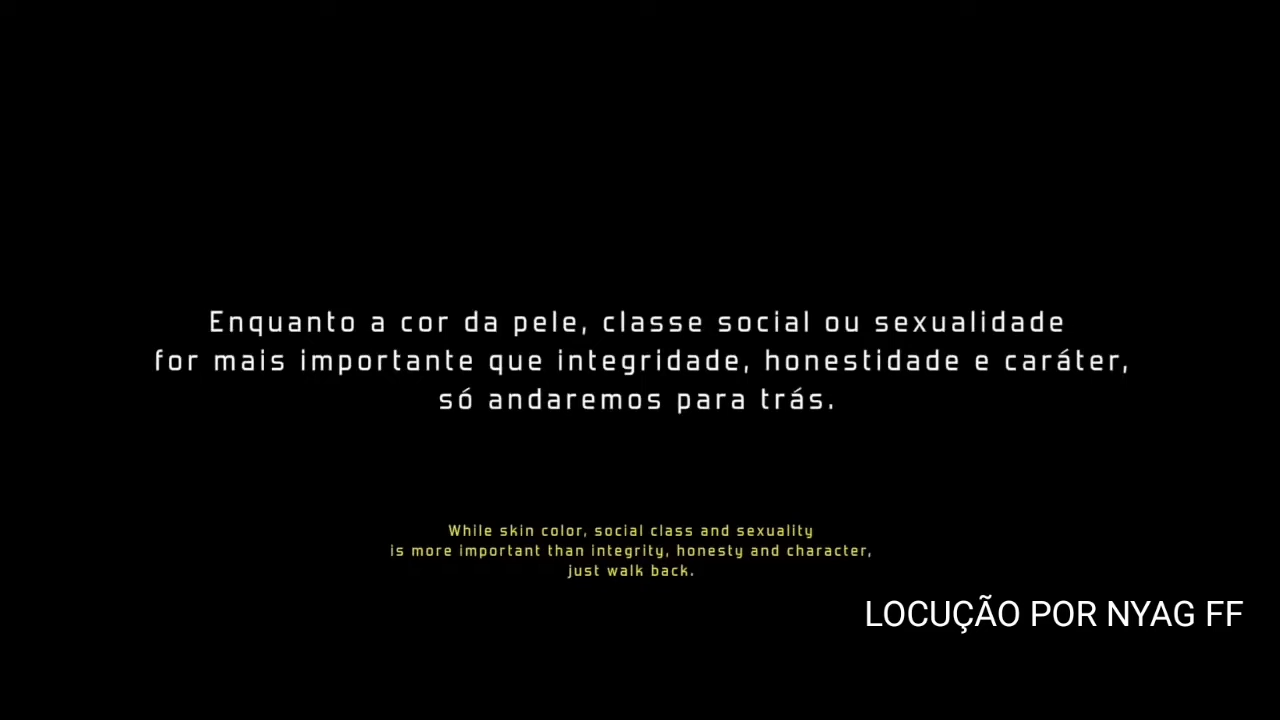 Enquanto a cor da pele, classe social ou sexualidade
for mais importante que integridade, honestidade e caráter,
só andaremos para trás.
While skin color, social class and sexuality
is more important than integrity, honesty and character,
just walk back.
LOCUÇÃO POR NYAG FF